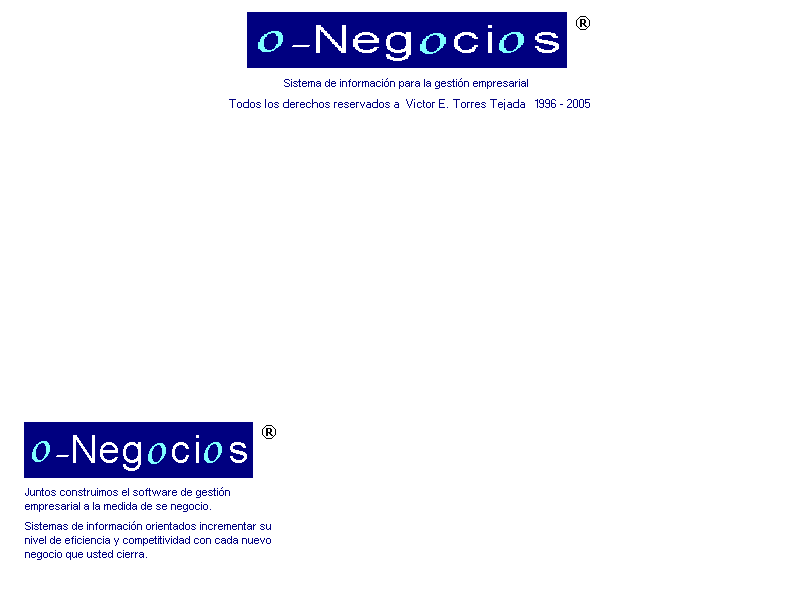 o-Negocios ®
Sistema de información para la gestión empresarial
Todos los derechos reservados a Victor E. Torres Tejada 1996 - 2005
o-Negocios ®
Juntos construimos el software de gestión
empresarial a la medida de se negocio.
Sistemas de información orientados incrementar su
nivel de eficiencia y competitividad con cada nuevo
negocio que usted cierra.